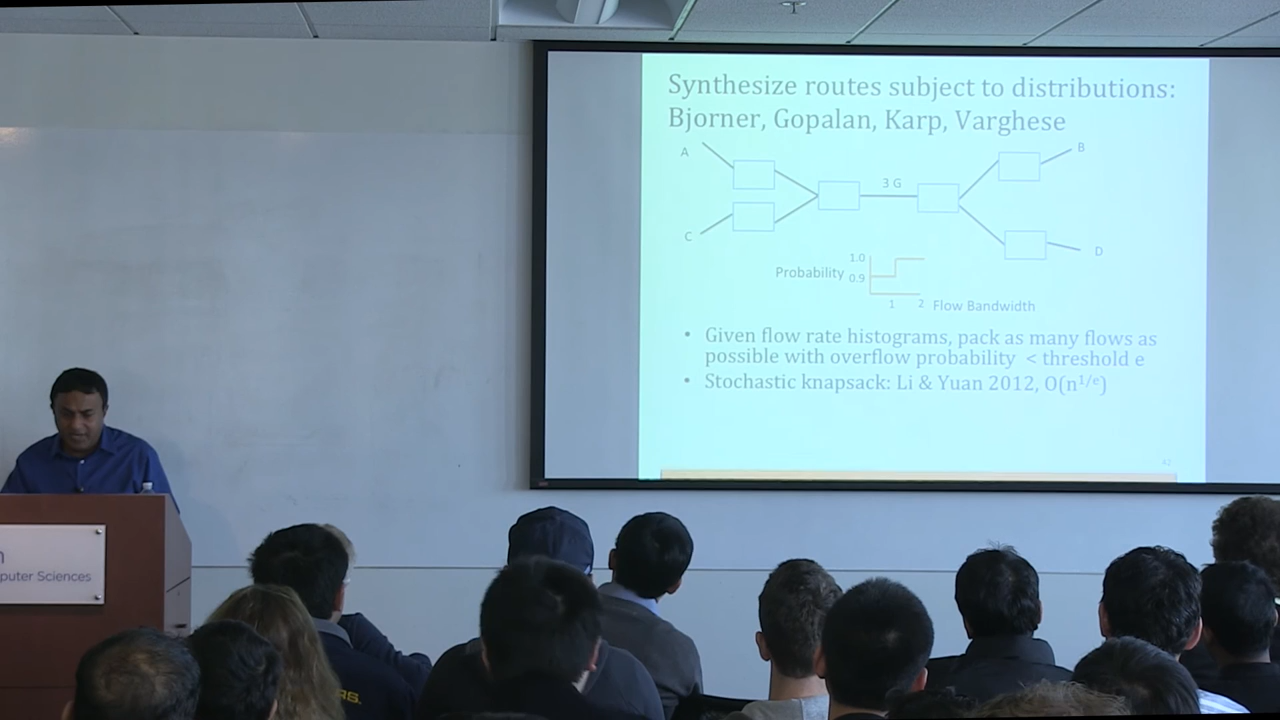 Synthesize routes subject to distributions:
Bjorner, Gopalan, Karp, Varghese
A
B
3 G
C
D
1.0
Probability 0.9
1 2 Flow Bandwidth
• Given flow rate histograms, pack as many flows as
possible with overflow probability < threshold e
• Stochastic knapsack: Li & Yuan 2012, O(n^1/e)
42
n
puter Sciences